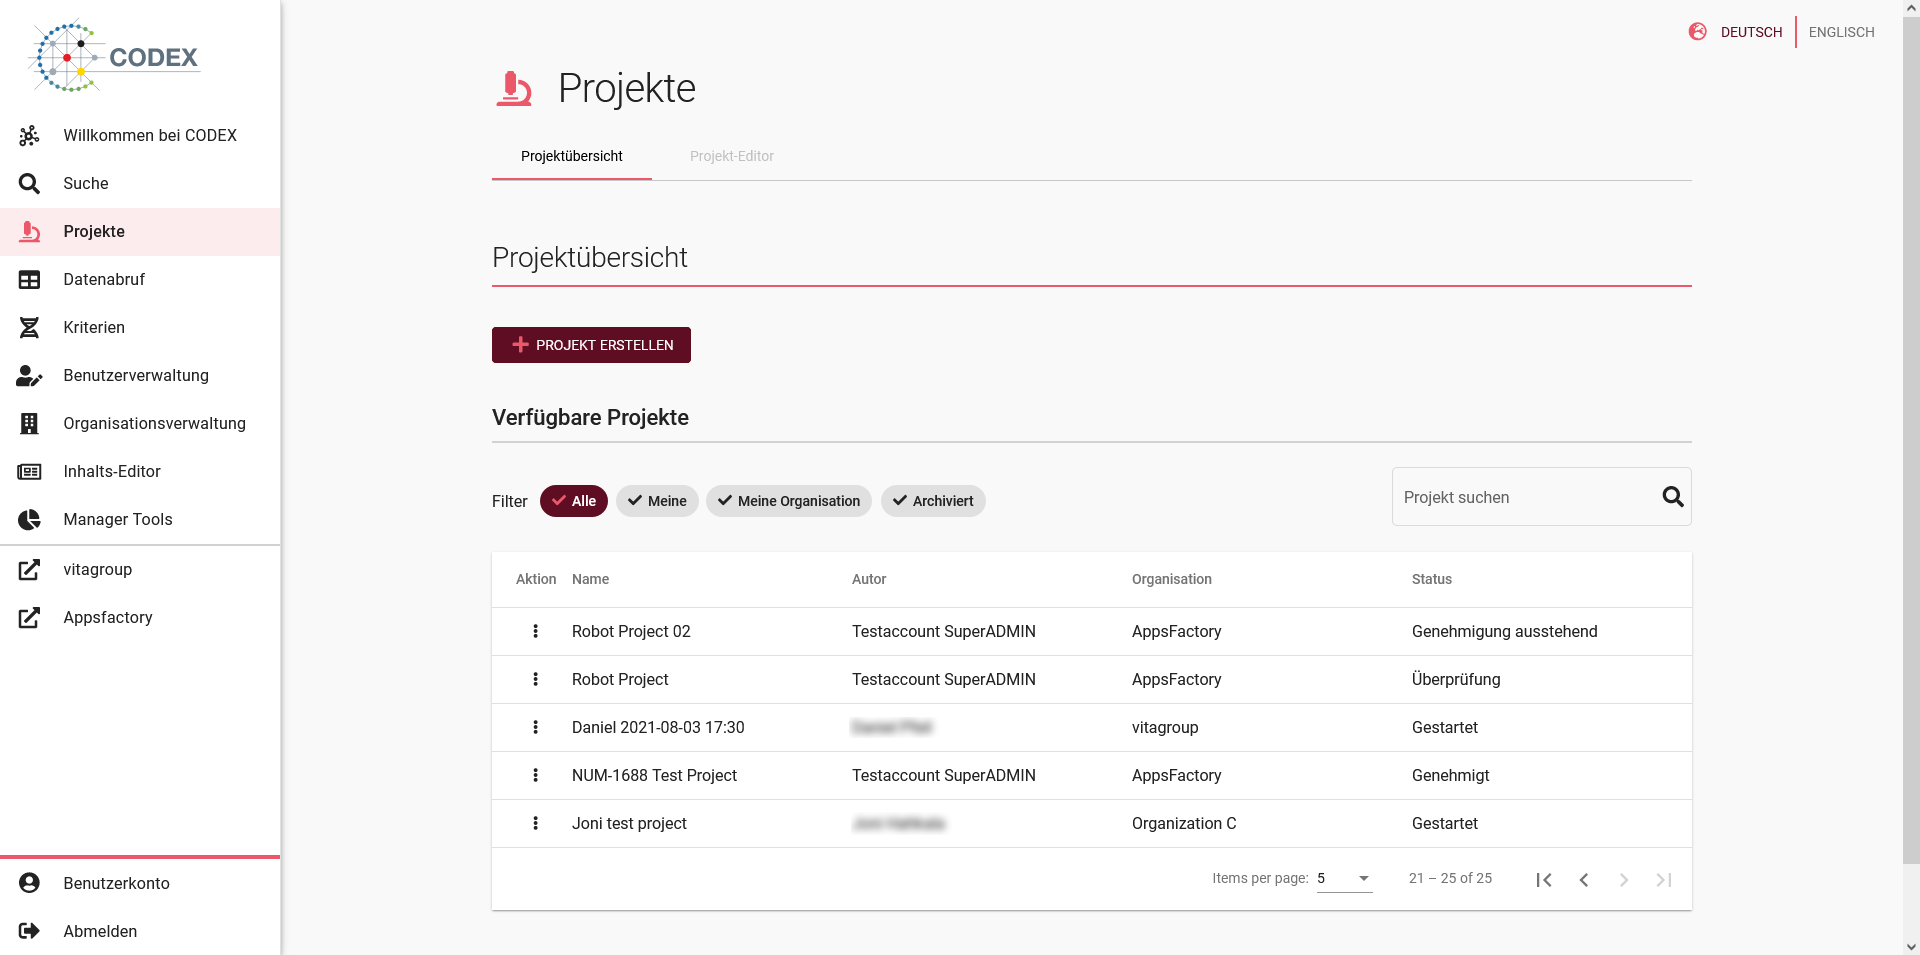 CODEX
Willkommen bei CODEX
Suche
Projekte
Datenabruf
Kriterien
Benutzerverwaltung
Organisationsverwaltung
Inhalts-Editor
Manager Tools
vitagroup
Appsfactory
Benutzerkonto
Abmelden
DEUTSCH ENGLISCH
Projekte
Projektübersicht Projekt-Editor
Projektübersicht
PROJEKT ERSTELLEN
Verfügbare Projekte
Filter Alle Meine Meine Organisation Archiviert Projekt suchen
Aktion Name Autor Organisation Status
Robot Project 02 Testaccount SuperADMIN AppsFactory Genehmigung ausstehend
Robot Project Testaccount SuperADMIN AppsFactory Überprüfung
Daniel 2021-08-03 17:30 vitagroup Gestartet
NUM-1688 Test Project Testaccount SuperADMIN AppsFactory Genehmigt
Joni test project Organization C Gestartet
Items per page: 5 21 – 25 of 25